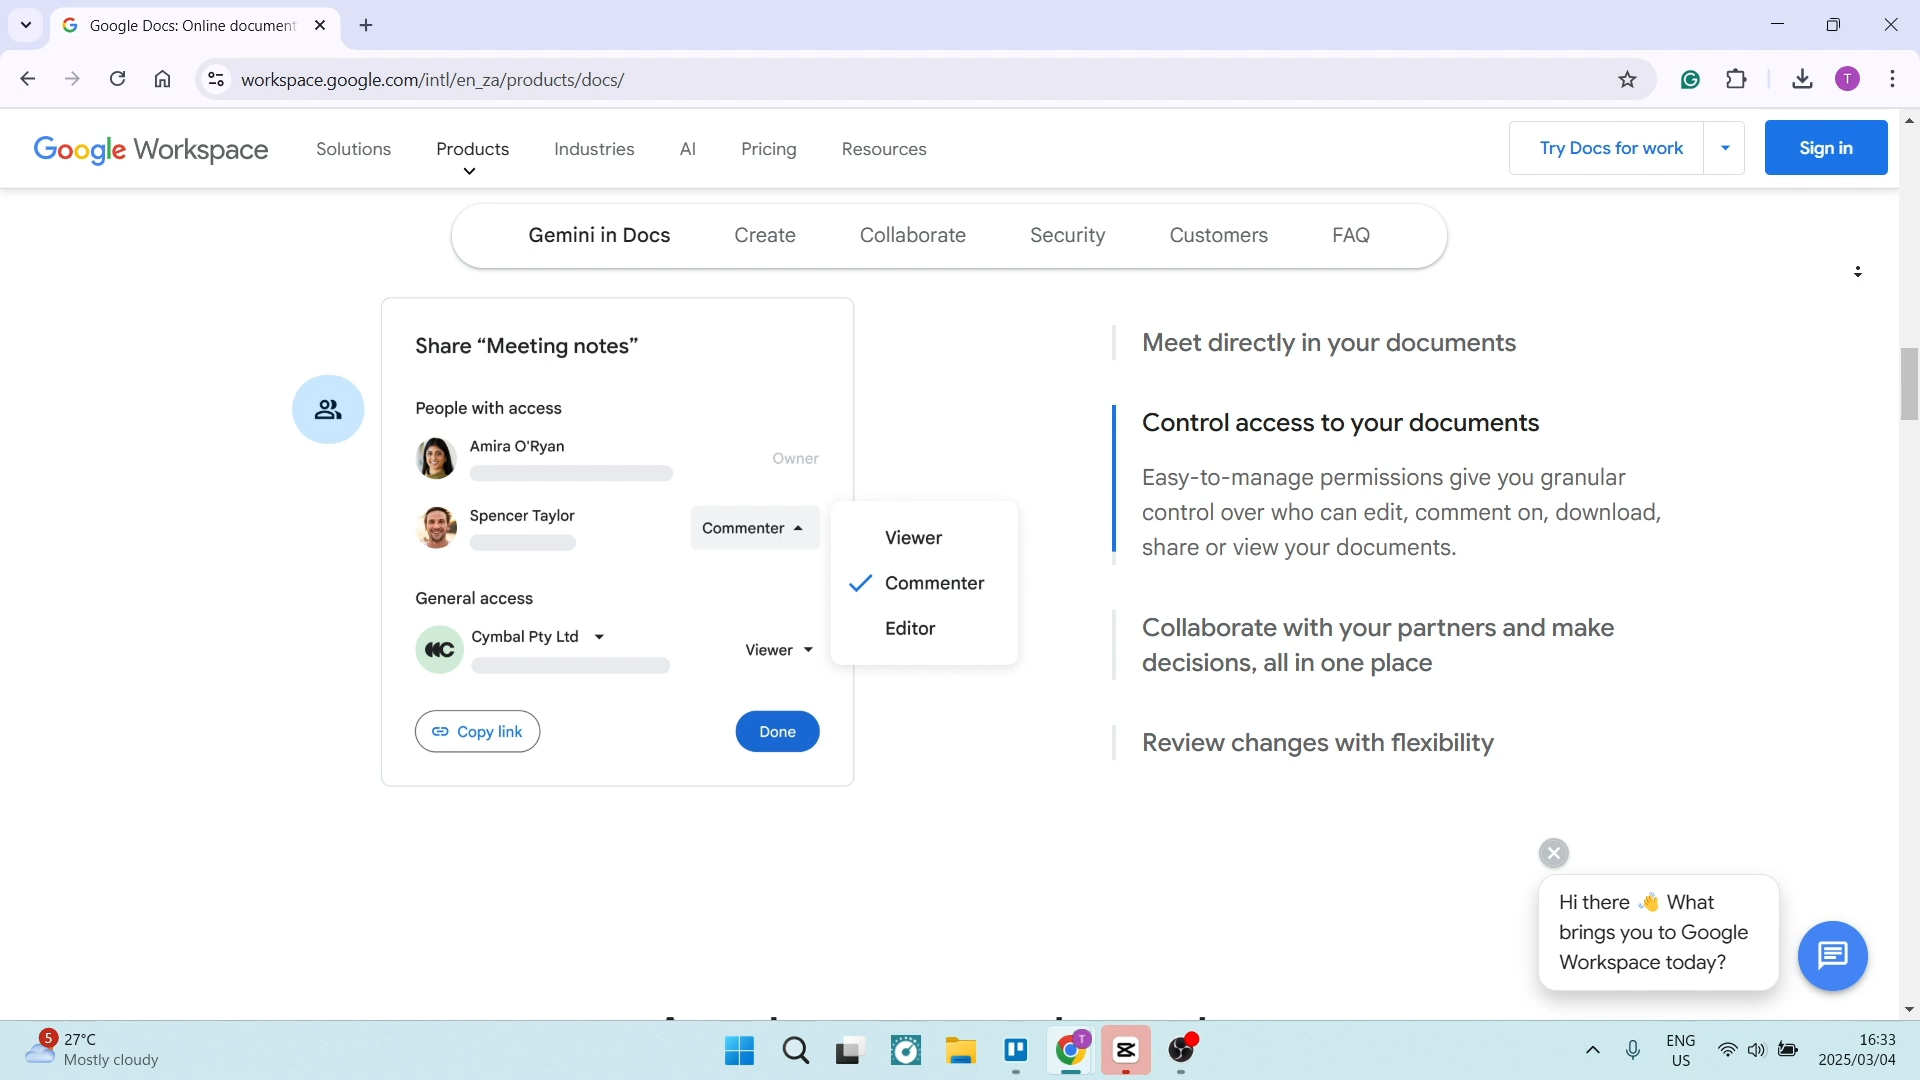 Google Docs: Online document
workspace.google.com/intl/en_za/products/docs/
T
Google Workspace
Solutions
Products
Industries
AI
Pricing
Resources
Try Docs for work
Sign in
Gemini in Docs
Create
Collaborate
Security
Customers
FAQ
Share “Meeting notes”
People with access
Amira O'Ryan
Owner
Spencer Taylor
Commenter
Viewer
Commenter
Editor
General access
Cymbal Pty Ltd
Viewer
Copy link
Done
Meet directly in your documents
Control access to your documents
Easy-to-manage permissions give you granular
control over who can edit, comment on, download,
share or view your documents.
Collaborate with your partners and make
decisions, all in one place
Review changes with flexibility
Hi there 👋 What
brings you to Google
Workspace today?
5
27°C
Mostly cloudy
T
ENG
US
16:33
2025/03/04